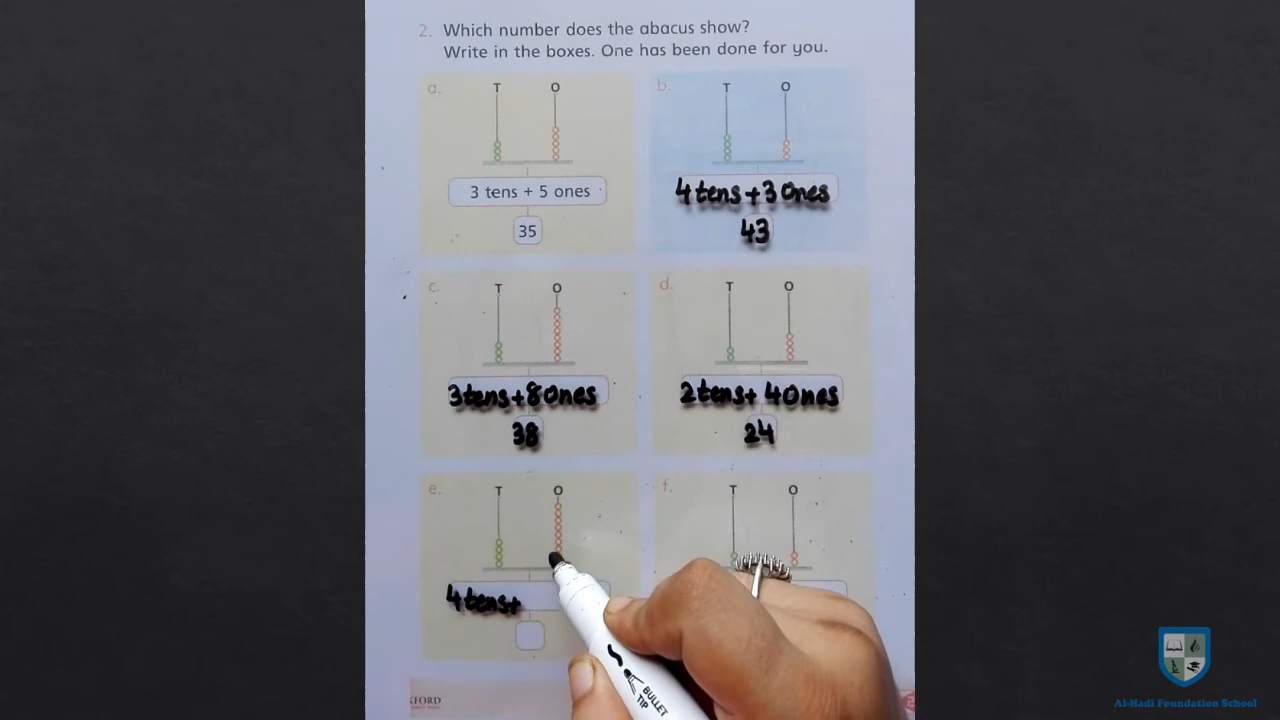 2. Which number does the abacus show?
Write in the boxes. One has been done for you.
a.
T O
3 tens + 5 ones
35
b.
T O
4 tens + 3 Ones
43
c.
T O
3 tens + 8 Ones
38
d.
T O
2 tens + 4 Ones
24
e.
T O
4 tens +
f.
T O
BULLET
TIP
Al-Hadi Foundation School